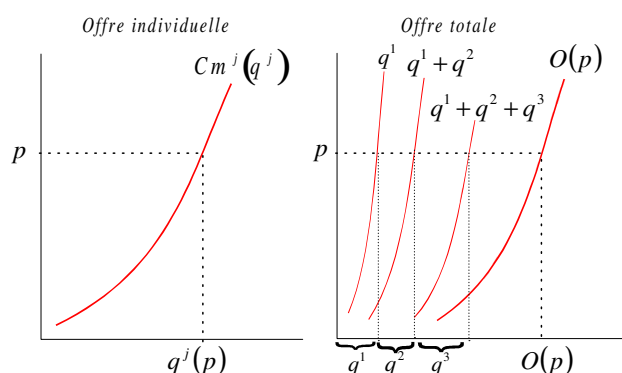 Offre individuelle
Offre totale
Cm^j(q^j)
q^1
q^1 + q^2
O(p)
q^1 + q^2 + q^3
p
p
q^j(p)
q^1
q^2
q^3
O(p)